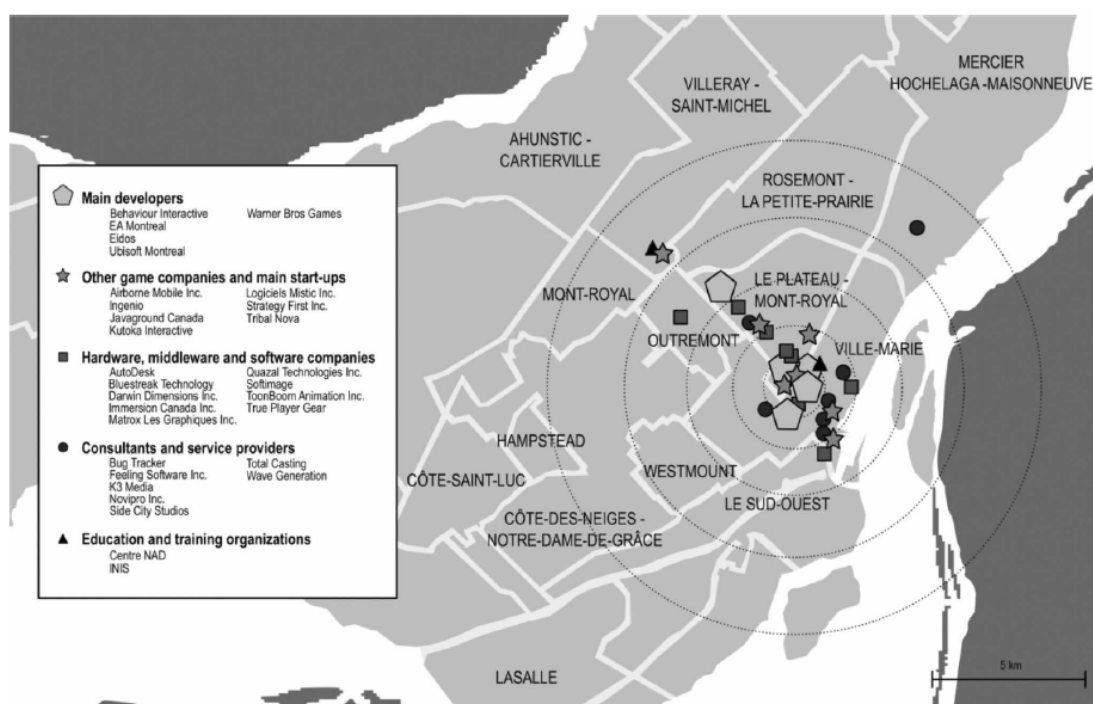 MERCIER
HOCHELAGA -MAISONNEUVE
VILLERAY -
SAINT-MICHEL
AHUNSTIC -
CARTIERVILLE
ROSEMONT -
LA PETITE-PRAIRIE
Main developers
Behaviour Interactive Warner Bros Games
EA Montreal
Eidos
Ubisoft Montreal
Other game companies and main start-ups
Airborne Mobile Inc. Logiciels Mistic Inc.
Ingenio Strategy First Inc.
Javaground Canada Tribal Nova
Kutoka Interactive
Hardware, middleware and software companies
AutoDesk Quazal Technologies Inc.
Bluestreak Technology Softimage
Darwin Dimensions Inc. ToonBoom Animation Inc.
Immersion Canada Inc. True Player Gear
Matrox Les Graphiques Inc.
Consultants and service providers
Bug Tracker Total Casting
Feeling Software Inc. Wave Generation
K3 Media
Novipro Inc.
Side City Studios
Education and training organizations
Centre NAD
INIS
LE PLATEAU -
MONT-ROYAL
MONT-ROYAL
OUTREMONT
VILLE-MARIE
HAMPSTEAD
CÔTE-SAINT-LUC
WESTMOUNT
LE SUD-OUEST
CÔTE-DES-NEIGES -
NOTRE-DAME-DE-GRÂCE
LASALLE
5 km